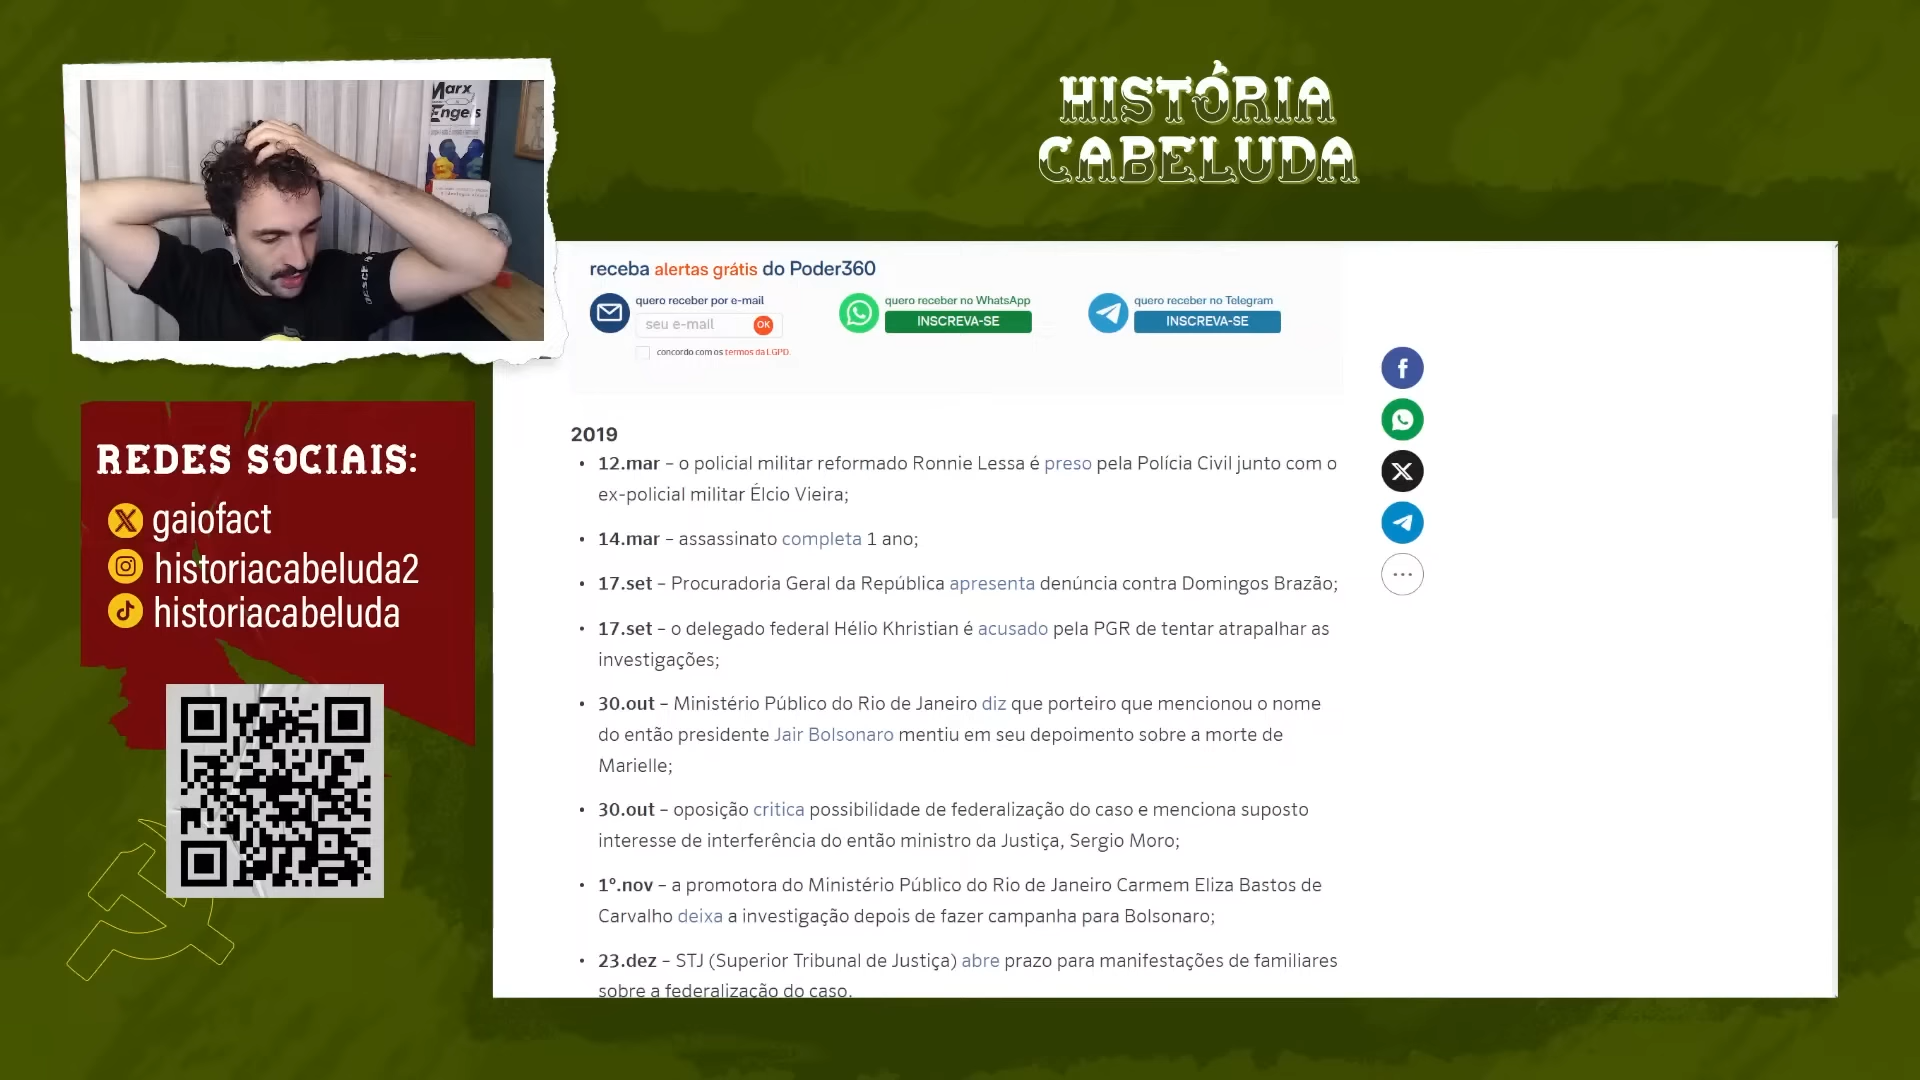 Marx
Engels
HISTÓRIA
CABELUDA
receba alertas grátis do Poder360
quero receber por e-mail
seu e-mail
OK
concordo com os termos da LGPD.
quero receber no WhatsApp
INSCREVA-SE
quero receber no Telegram
INSCREVA-SE
REDES SOCIAIS:
gaiofact
historiacabeluda2
historiacabeluda
2019
• 12.mar – o policial militar reformado Ronnie Lessa é preso pela Polícia Civil junto com o
ex-policial militar Élcio Vieira;
• 14.mar – assassinato completa 1 ano;
• 17.set – Procuradoria Geral da República apresenta denúncia contra Domingos Brazão;
• 17.set – o delegado federal Hélio Khristian é acusado pela PGR de tentar atrapalhar as
investigações;
• 30.out – Ministério Público do Rio de Janeiro diz que porteiro que mencionou o nome
do então presidente Jair Bolsonaro mentiu em seu depoimento sobre a morte de
Marielle;
• 30.out – oposição critica possibilidade de federalização do caso e menciona suposto
interesse de interferência do então ministro da Justiça, Sergio Moro;
• 1º.nov – a promotora do Ministério Público do Rio de Janeiro Carmem Eliza Bastos de
Carvalho deixa a investigação depois de fazer campanha para Bolsonaro;
• 23.dez – STJ (Superior Tribunal de Justiça) abre prazo para manifestações de familiares
sobre a federalização do caso.